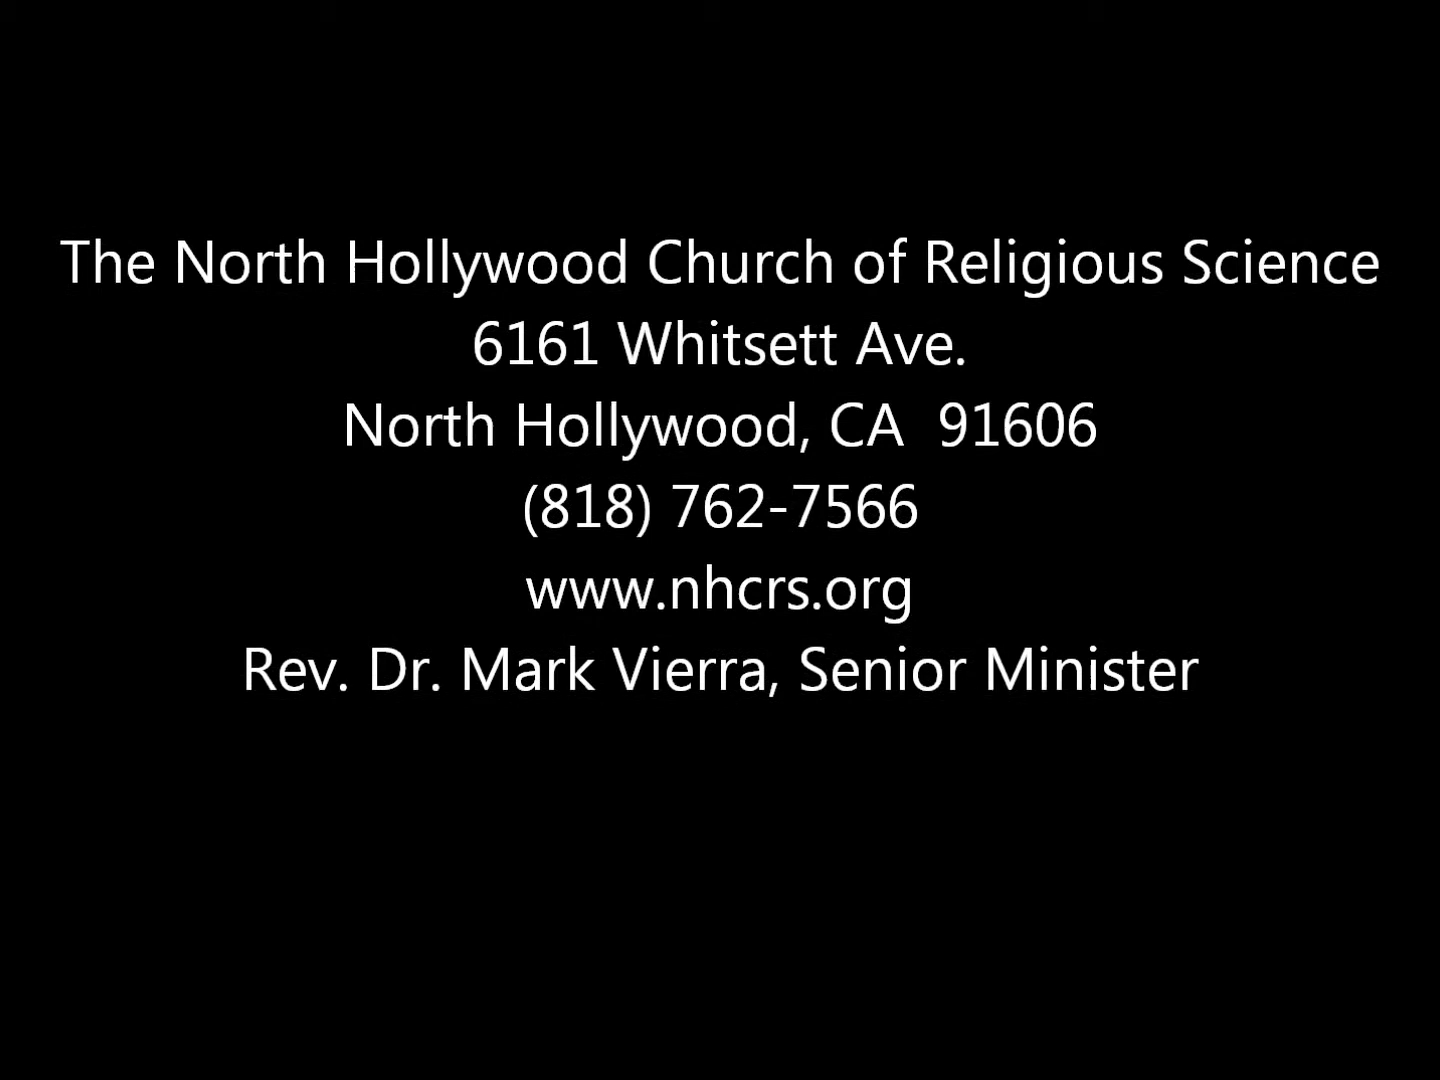 The North Hollywood Church of Religious Science
6161 Whitsett Ave.
North Hollywood, CA  91606
(818) 762-7566
www.nhcrs.org
Rev. Dr. Mark Vierra, Senior Minister